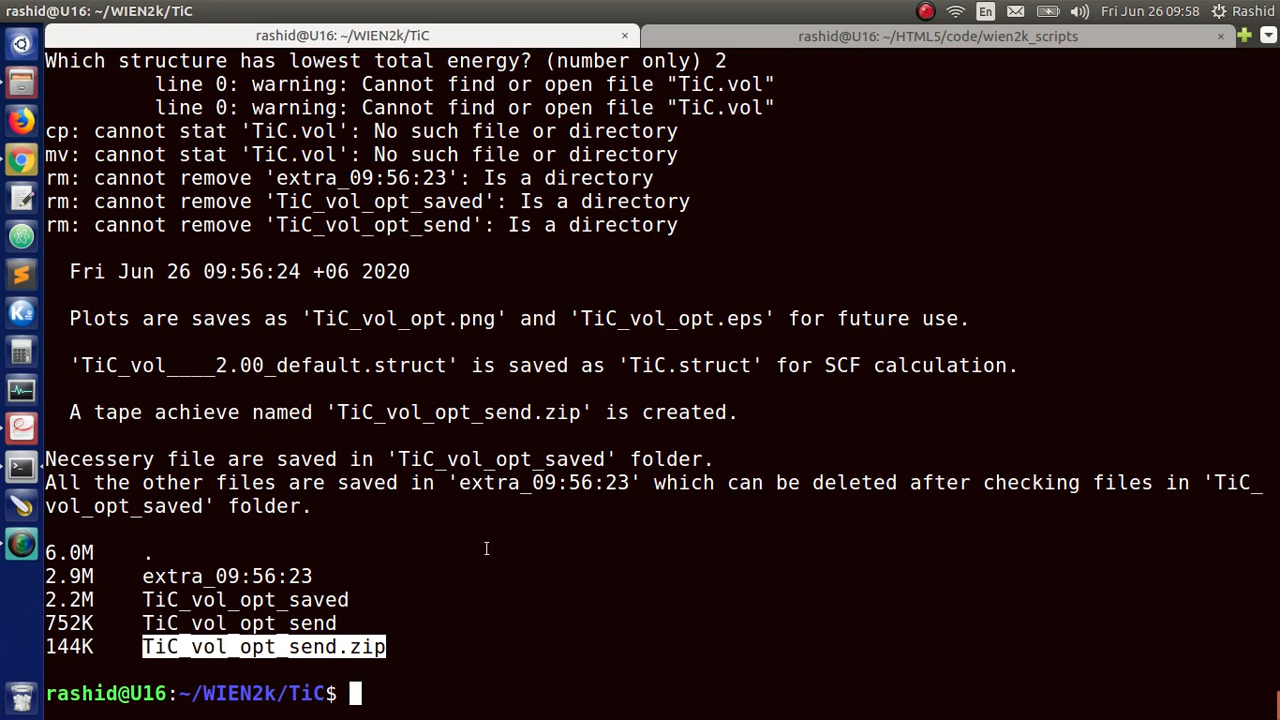 rashid@U16: ~/WIEN2k/TiC
En
Fri Jun 26 09:58
Rashid
rashid@U16: ~/WIEN2k/TiC ×
rashid@U16: ~/HTML5/code/wien2k_scripts ×
Which structure has lowest total energy? (number only) 2
line 0: warning: Cannot find or open file "TiC.vol"
line 0: warning: Cannot find or open file "TiC.vol"
cp: cannot stat 'TiC.vol': No such file or directory
mv: cannot stat 'TiC.vol': No such file or directory
rm: cannot remove 'extra_09:56:23': Is a directory
rm: cannot remove 'TiC_vol_opt_saved': Is a directory
rm: cannot remove 'TiC_vol_opt_send': Is a directory
Fri Jun 26 09:56:24 +06 2020
Plots are saves as 'TiC_vol_opt.png' and 'TiC_vol_opt.eps' for future use.
'TiC_vol____2.00_default.struct' is saved as 'TiC.struct' for SCF calculation.
A tape achieve named 'TiC_vol_opt_send.zip' is created.
Necessery file are saved in 'TiC_vol_opt_saved' folder.
All the other files are saved in 'extra_09:56:23' which can be deleted after checking files in 'TiC_
vol_opt_saved' folder.
6.0M .
2.9M extra_09:56:23
2.2M TiC_vol_opt_saved
752K TiC_vol_opt_send
144K TiC_vol_opt_send.zip
rashid@U16:~/WIEN2k/TiC$